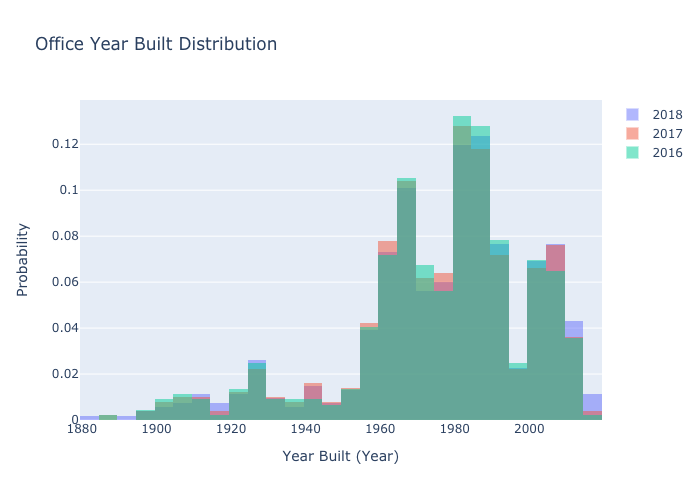 Office Year Built Distribution
2018
2017
2016
0.12
0.1
0.08
0.06
0.04
0.02
0
1880 1900 1920 1940 1960 1980 2000
Probability
Year Built (Year)